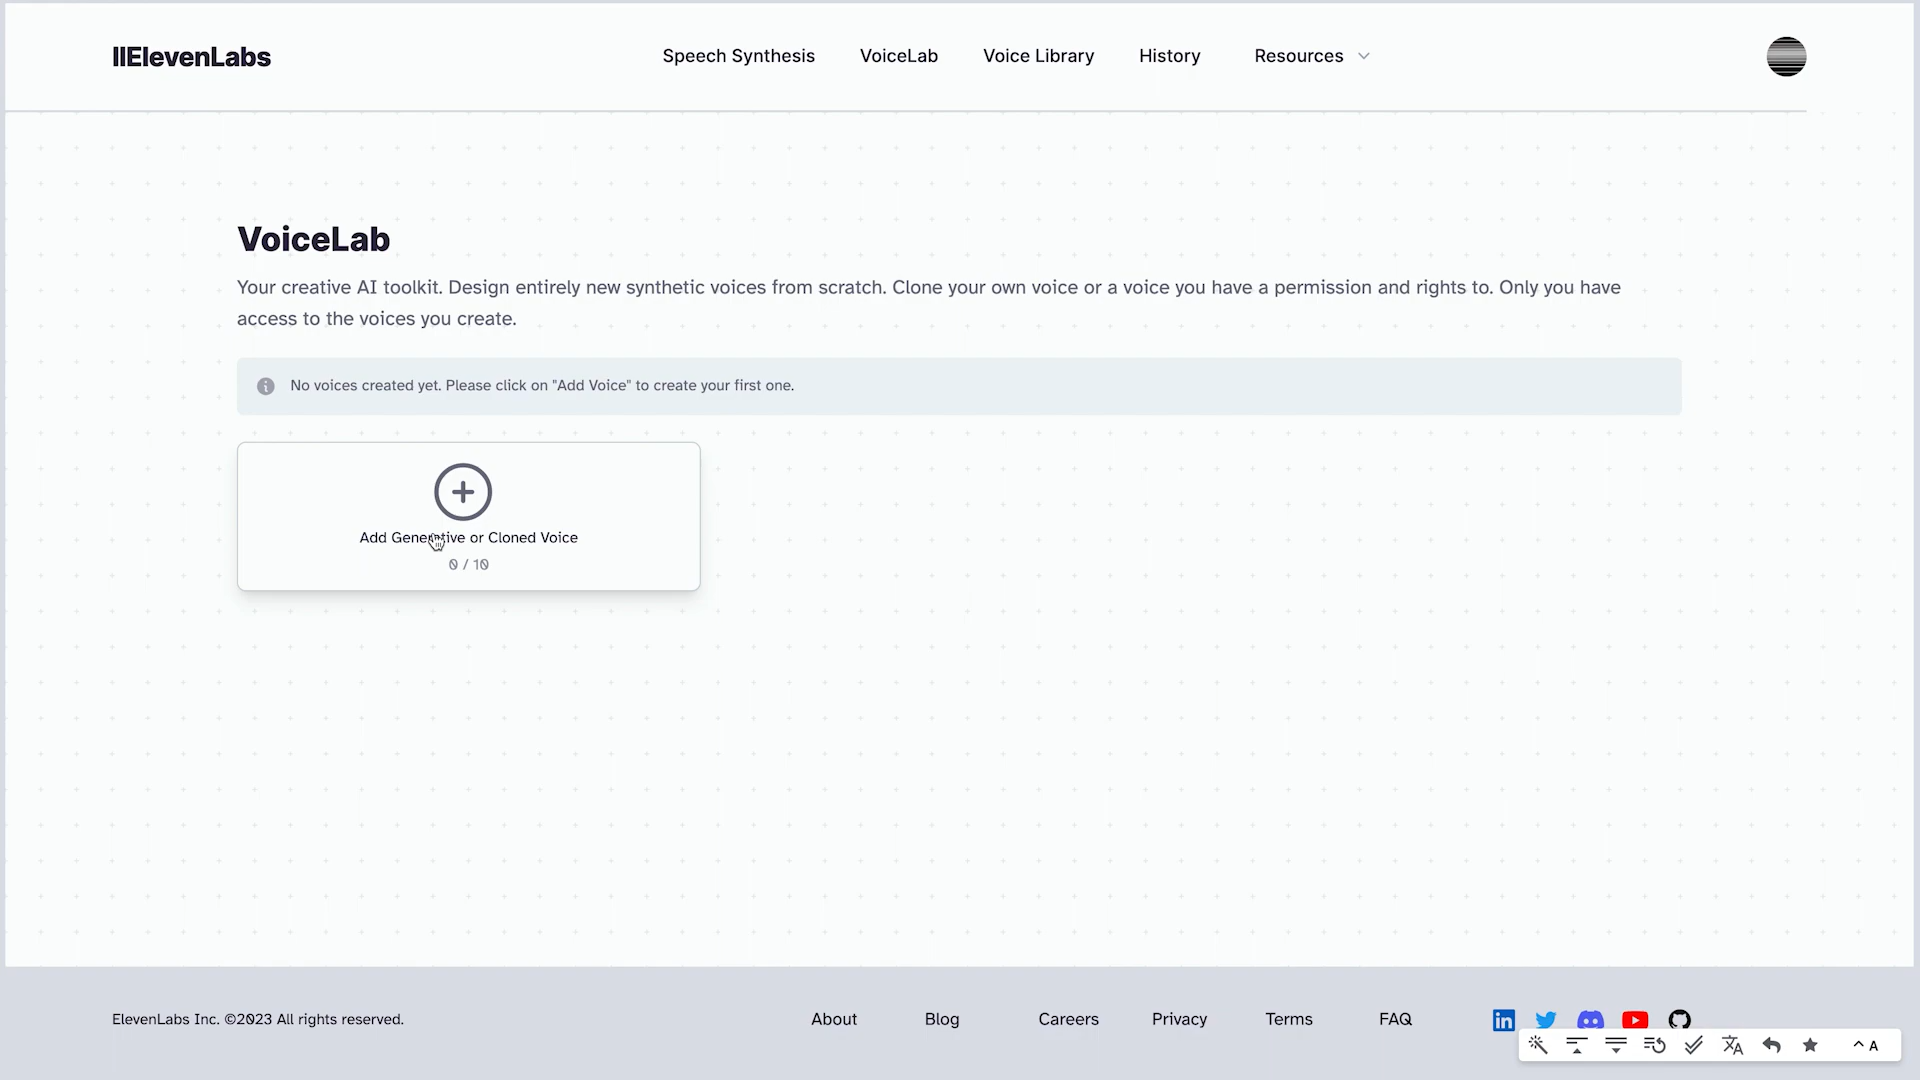 IIElevenLabs
Speech Synthesis
VoiceLab
Voice Library
History
Resources
VoiceLab
Your creative AI toolkit. Design entirely new synthetic voices from scratch. Clone your own voice or a voice you have a permission and rights to. Only you have
access to the voices you create.
No voices created yet. Please click on "Add Voice" to create your first one.
Add Generative or Cloned Voice
0 / 10
ElevenLabs Inc. ©2023 All rights reserved.
About
Blog
Careers
Privacy
Terms
FAQ
A